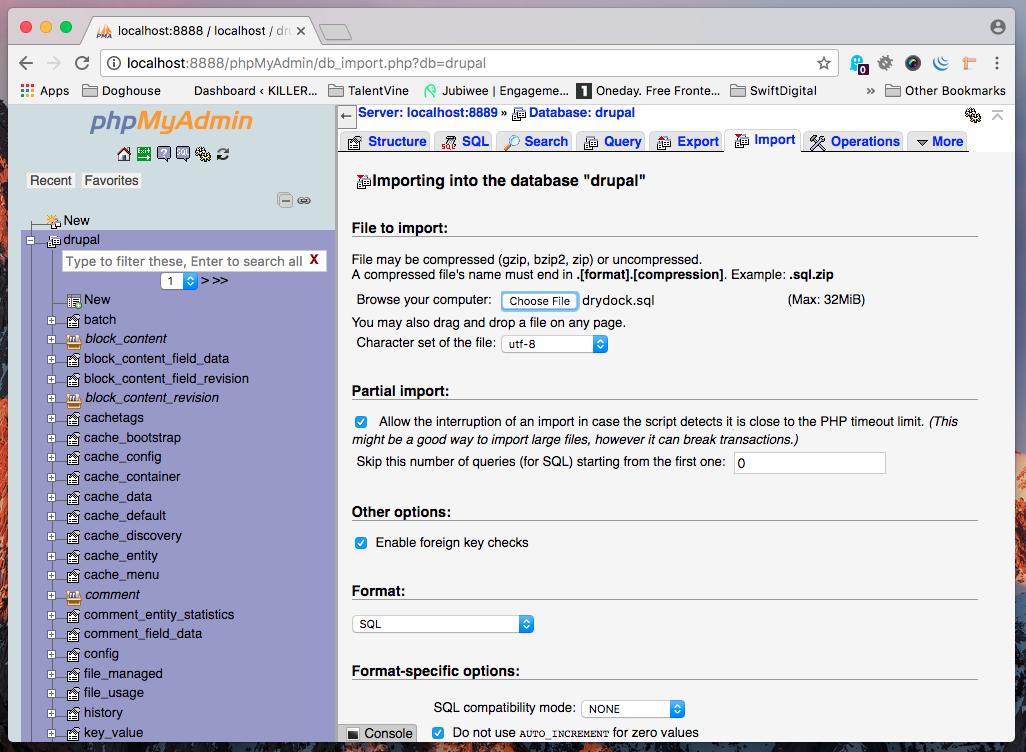 localhost:8888 / localhost / dru
localhost:8888/phpMyAdmin/db_import.php?db=drupal
0
Apps Doghouse Dashboard ‹ KILLER... TalentVine Jubiwee | Engageme... 1 Oneday. Free Fronte... SwiftDigital » Other Bookmarks
phpMyAdmin
Recent Favorites
New
drupal
Type to filter these, Enter to search all X
1 > >>
New
batch
block_content
block_content_field_data
block_content_field_revision
block_content_revision
cachetags
cache_bootstrap
cache_config
cache_container
cache_data
cache_default
cache_discovery
cache_entity
cache_menu
comment
comment_entity_statistics
comment_field_data
config
file_managed
file_usage
history
key_value
Server: localhost:8889 » Database: drupal
Structure SQL Search Query Export Import Operations More
Importing into the database "drupal"
File to import:
File may be compressed (gzip, bzip2, zip) or uncompressed.
A compressed file's name must end in .[format].[compression]. Example: .sql.zip
Browse your computer: Choose File drydock.sql (Max: 32MiB)
You may also drag and drop a file on any page.
Character set of the file: utf-8
Partial import:
Allow the interruption of an import in case the script detects it is close to the PHP timeout limit. (This
might be a good way to import large files, however it can break transactions.)
Skip this number of queries (for SQL) starting from the first one: 0
Other options:
Enable foreign key checks
Format:
SQL
Format-specific options:
SQL compatibility mode: NONE
Console Do not use AUTO_INCREMENT for zero values